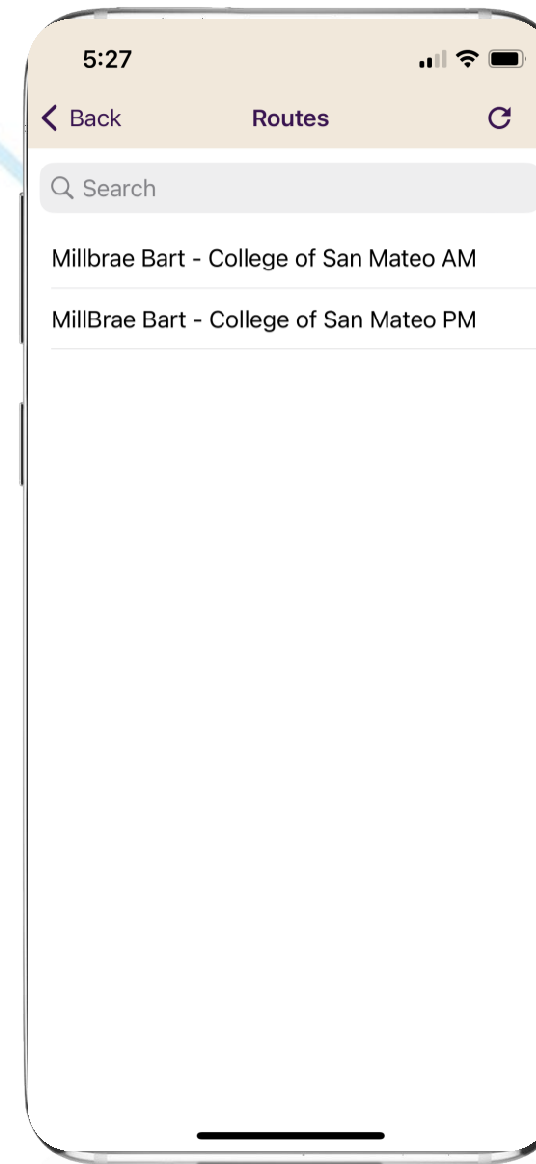 5:27
Back Routes
Search
Millbrae Bart - College of San Mateo AM
MillBrae Bart - College of San Mateo PM